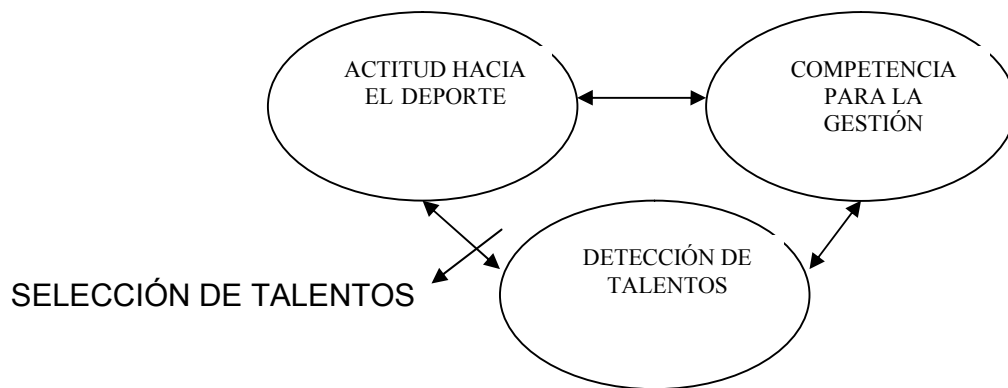 ACTITUD HACIA
EL DEPORTE
COMPETENCIA
PARA LA
GESTIÓN
DETECCIÓN DE
TALENTOS
SELECCIÓN DE TALENTOS